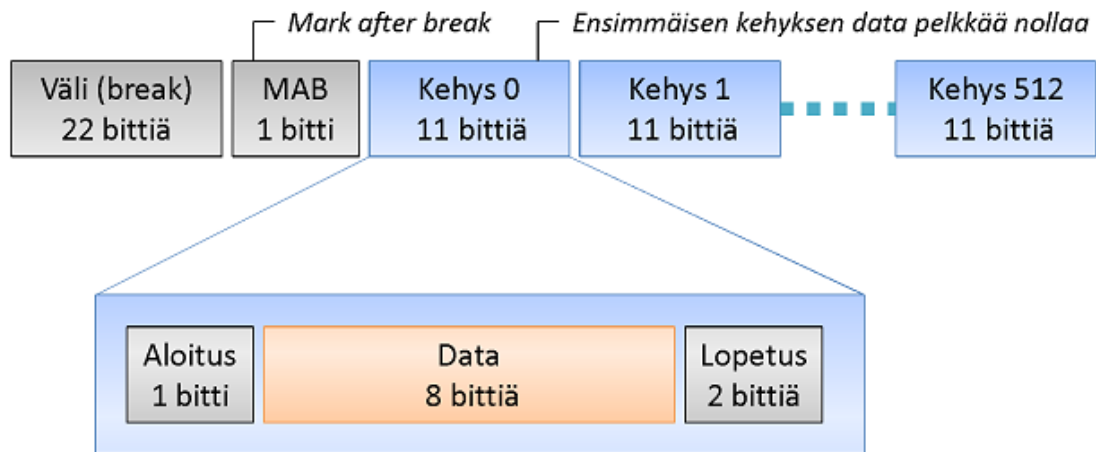 Mark after break
Ensimmäisen kehyksen data pelkkää nollaa
Väli (break)
22 bittiä
MAB
1 bitti
Kehys 0
11 bittiä
Kehys 1
11 bittiä
Kehys 512
11 bittiä
Aloitus
1 bitti
Data
8 bittiä
Lopetus
2 bittiä